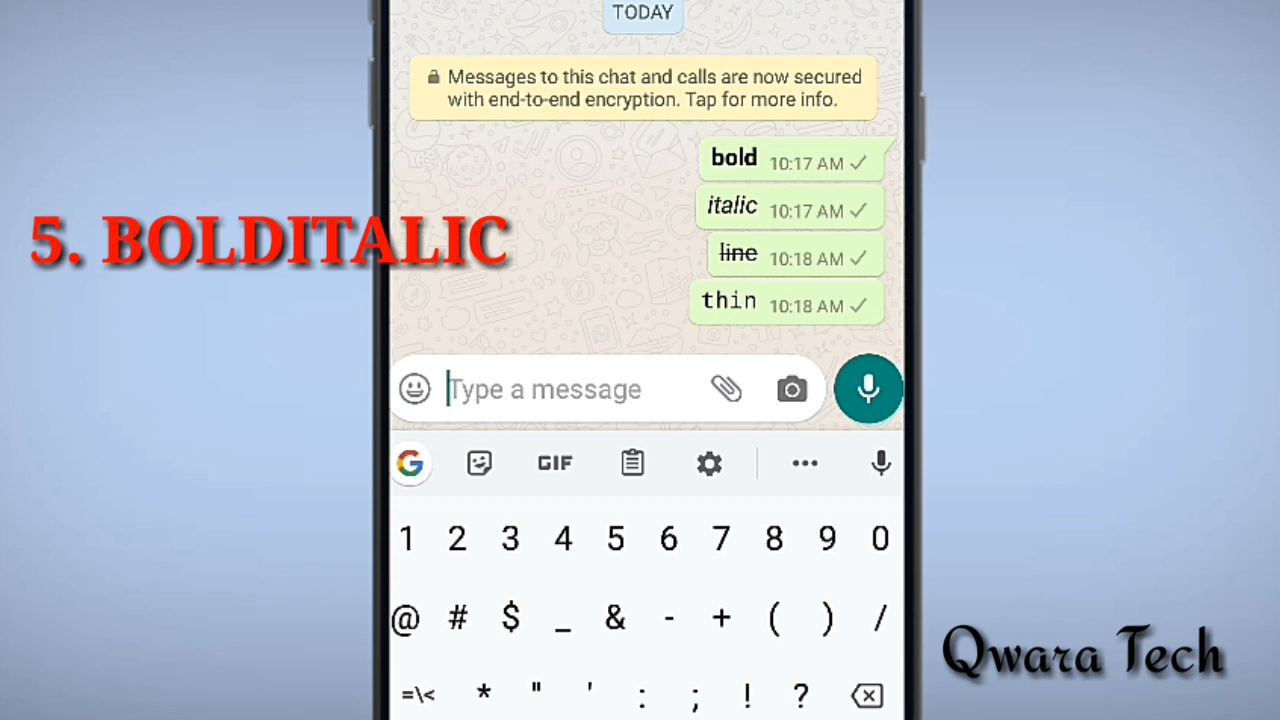 TODAY
Messages to this chat and calls are now secured
with end-to-end encryption. Tap for more info.
bold 10:17 AM
italic 10:17 AM
5. BOLDITALIC
line 10:18 AM
thin 10:18 AM
Type a message
G GIF
1 2 3 4 5 6 7 8 9 0
@ # $ _ & - + ( ) /
=\< * " ' : ; ! ?
Qwara Tech